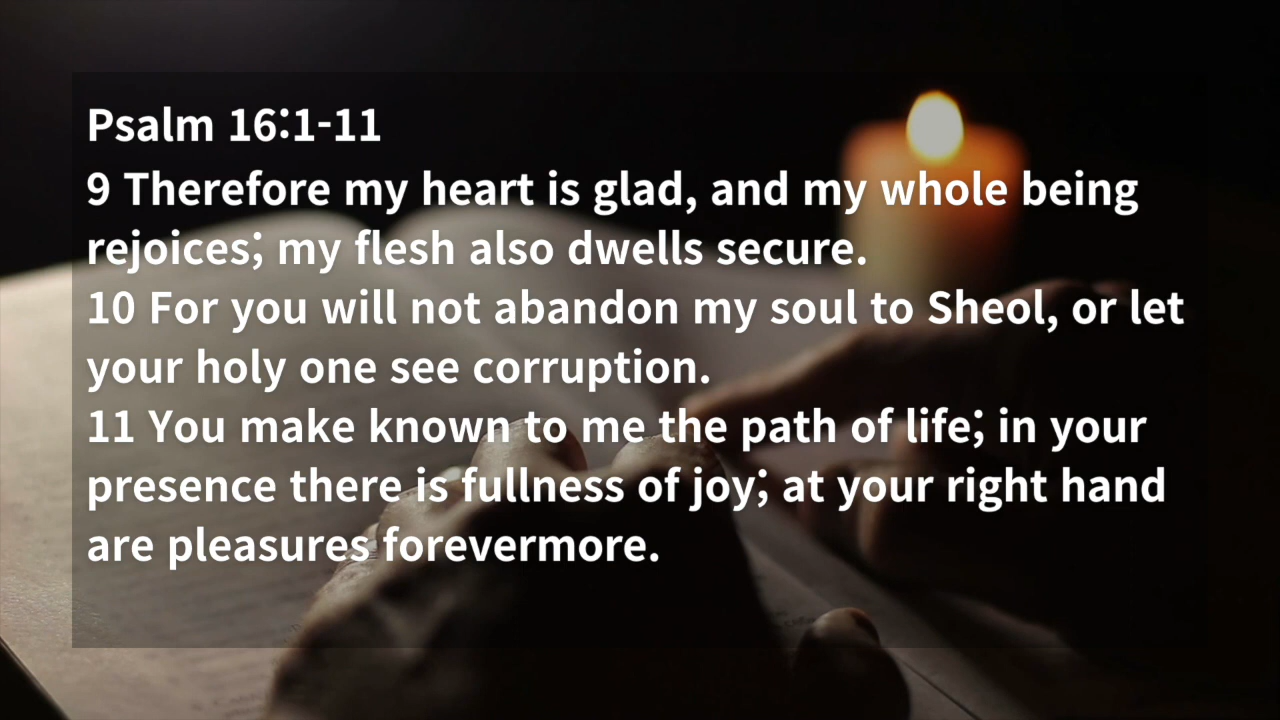 Psalm 16:1-11
9 Therefore my heart is glad, and my whole being
rejoices; my flesh also dwells secure.
10 For you will not abandon my soul to Sheol, or let
your holy one see corruption.
11 You make known to me the path of life; in your
presence there is fullness of joy; at your right hand
are pleasures forevermore.